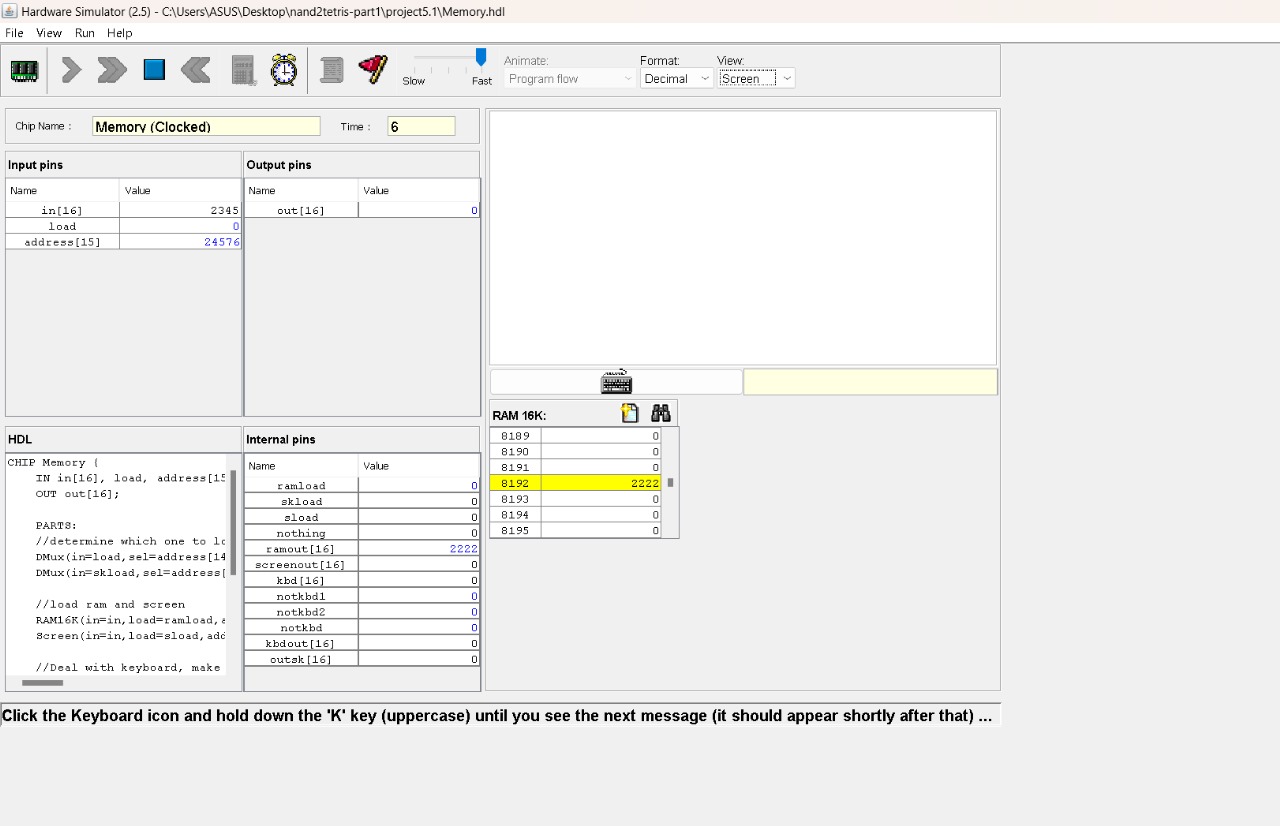 Hardware Simulator (2.5) - C:\Users\ASUS\Desktop\nand2tetris-part1\project5.1\Memory.hdl
File View Run Help
Slow Fast
Animate:
Program flow
Format:
Decimal
View:
Screen
Chip Name : Memory (Clocked) Time : 6
Input pins
Name Value
in[16] 2345
load 0
address[15] 24576
Output pins
Name Value
out[16] 0
HDL
CHIP Memory {
IN in[16], load, address[15
OUT out[16];
PARTS:
//determine which one to lo
DMux(in=load,sel=address[14
DMux(in=skload,sel=address[
//load ram and screen
RAM16K(in=in,load=ramload,a
Screen(in=in,load=sload,add
//Deal with keyboard, make
Internal pins
Name Value
ramload 0
skload 0
sload 0
nothing 0
ramout[16] 2222
screenout[16] 0
kbd[16] 0
notkbd1 0
notkbd2 0
notkbd 0
kbdout[16] 0
outsk[16] 0
RAM 16K:
8189 0
8190 0
8191 0
8192 2222
8193 0
8194 0
8195 0
Click the Keyboard icon and hold down the 'K' key (uppercase) until you see the next message (it should appear shortly after that) ...